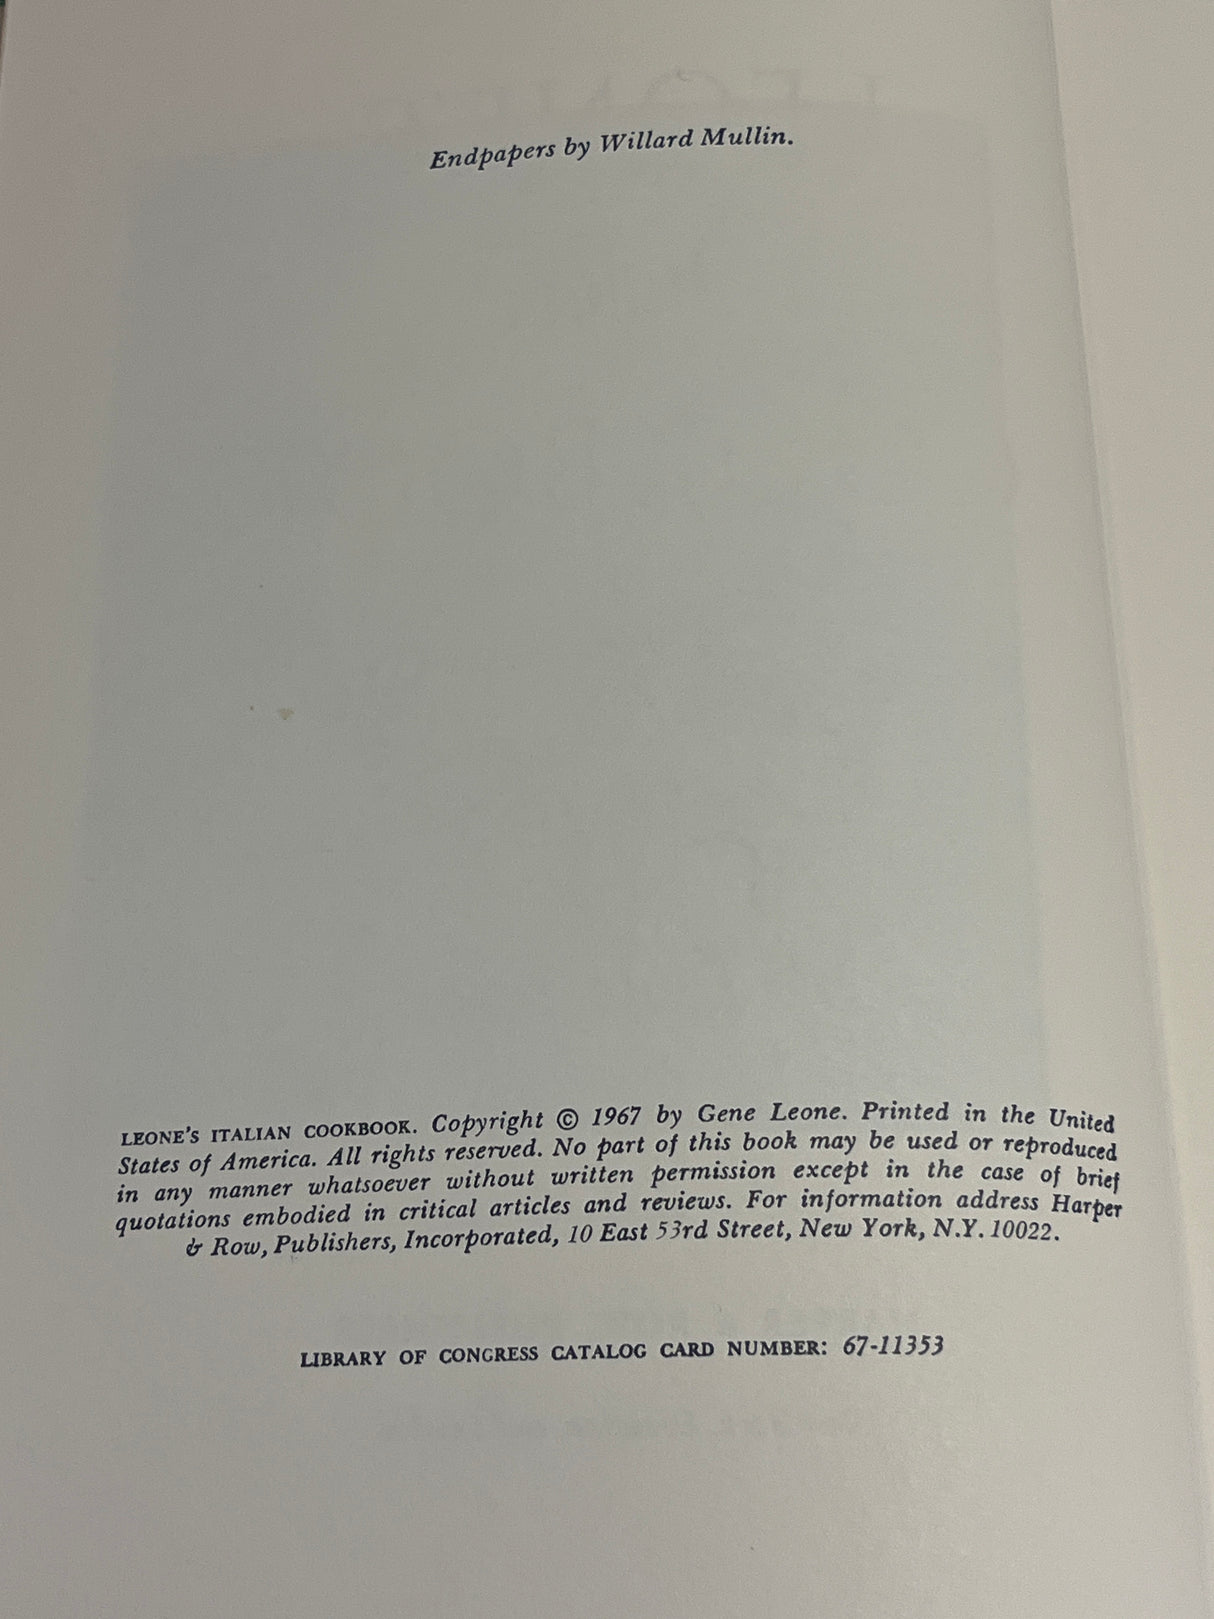 Endpapers by Willard Mullin.
LEONE'S ITALIAN COOKBOOK. Copyright © 1967 by Gene Leone. Printed in the United
States of America. All rights reserved. No part of this book may be used or reproduced
in any manner whatsoever without written permission except in the case of brief
quotations embodied in critical articles and reviews. For information address Harper
& Row, Publishers, Incorporated, 10 East 53rd Street, New York, N.Y. 10022.
LIBRARY OF CONGRESS CATALOG CARD NUMBER: 67-11353